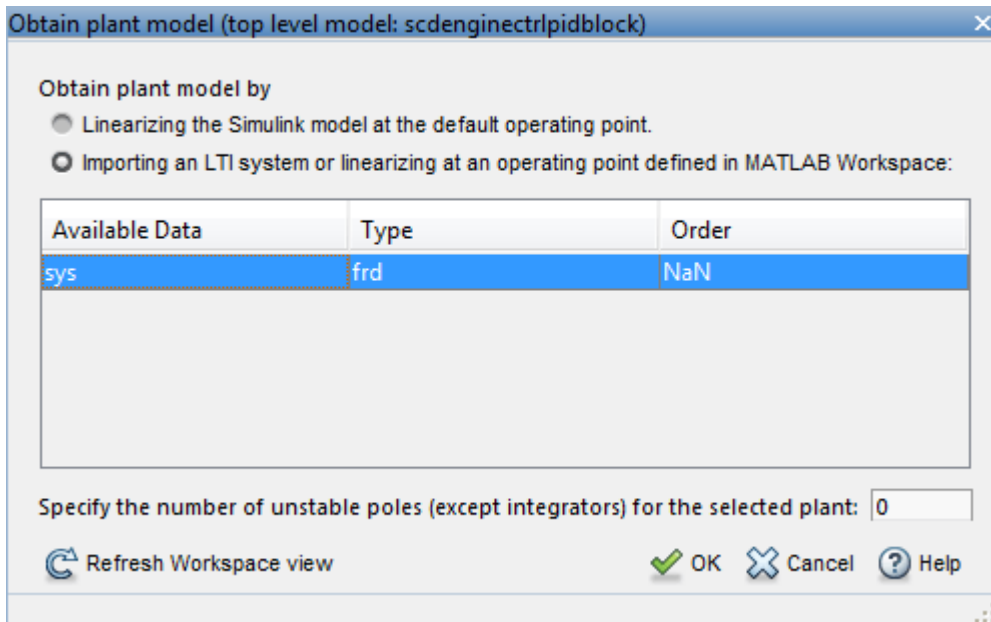 Obtain plant model (top level model: scdenginectrlpidblock)
Obtain plant model by
Linearizing the Simulink model at the default operating point.
Importing an LTI system or linearizing at an operating point defined in MATLAB Workspace:
Available Data Type Order
sys frd NaN
Specify the number of unstable poles (except integrators) for the selected plant: 0
Refresh Workspace view OK Cancel Help